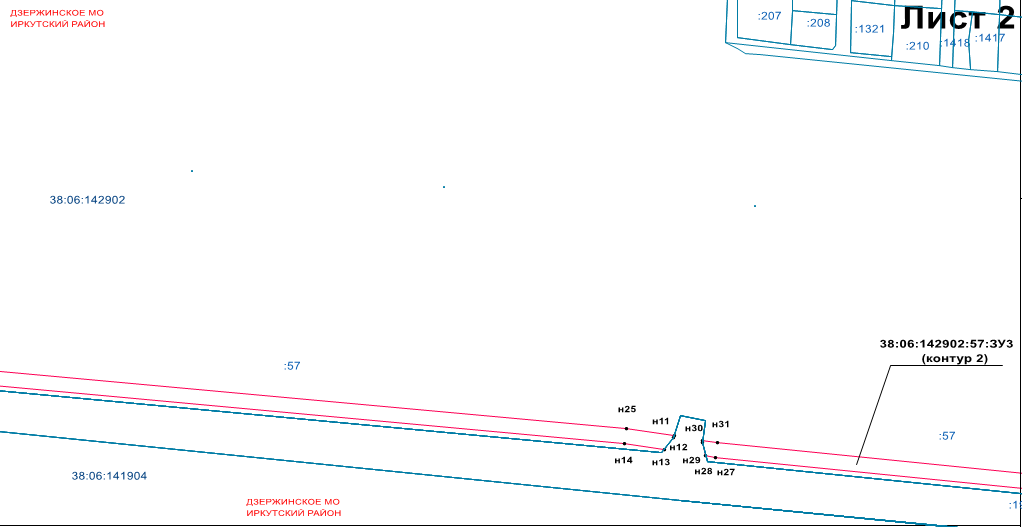 ДЗЕРЖИНСКОЕ МО
ИРКУТСКИЙ РАЙОН
Лист 2
:207
:208
:1321
:210
:1418
:1417
38:06:142902
38:06:142902:57:ЗУ3
(контур 2)
:57
н25
н11
н30
н31
:57
н12
н14
н13
н29
н28
н27
38:06:141904
ДЗЕРЖИНСКОЕ МО
ИРКУТСКИЙ РАЙОН